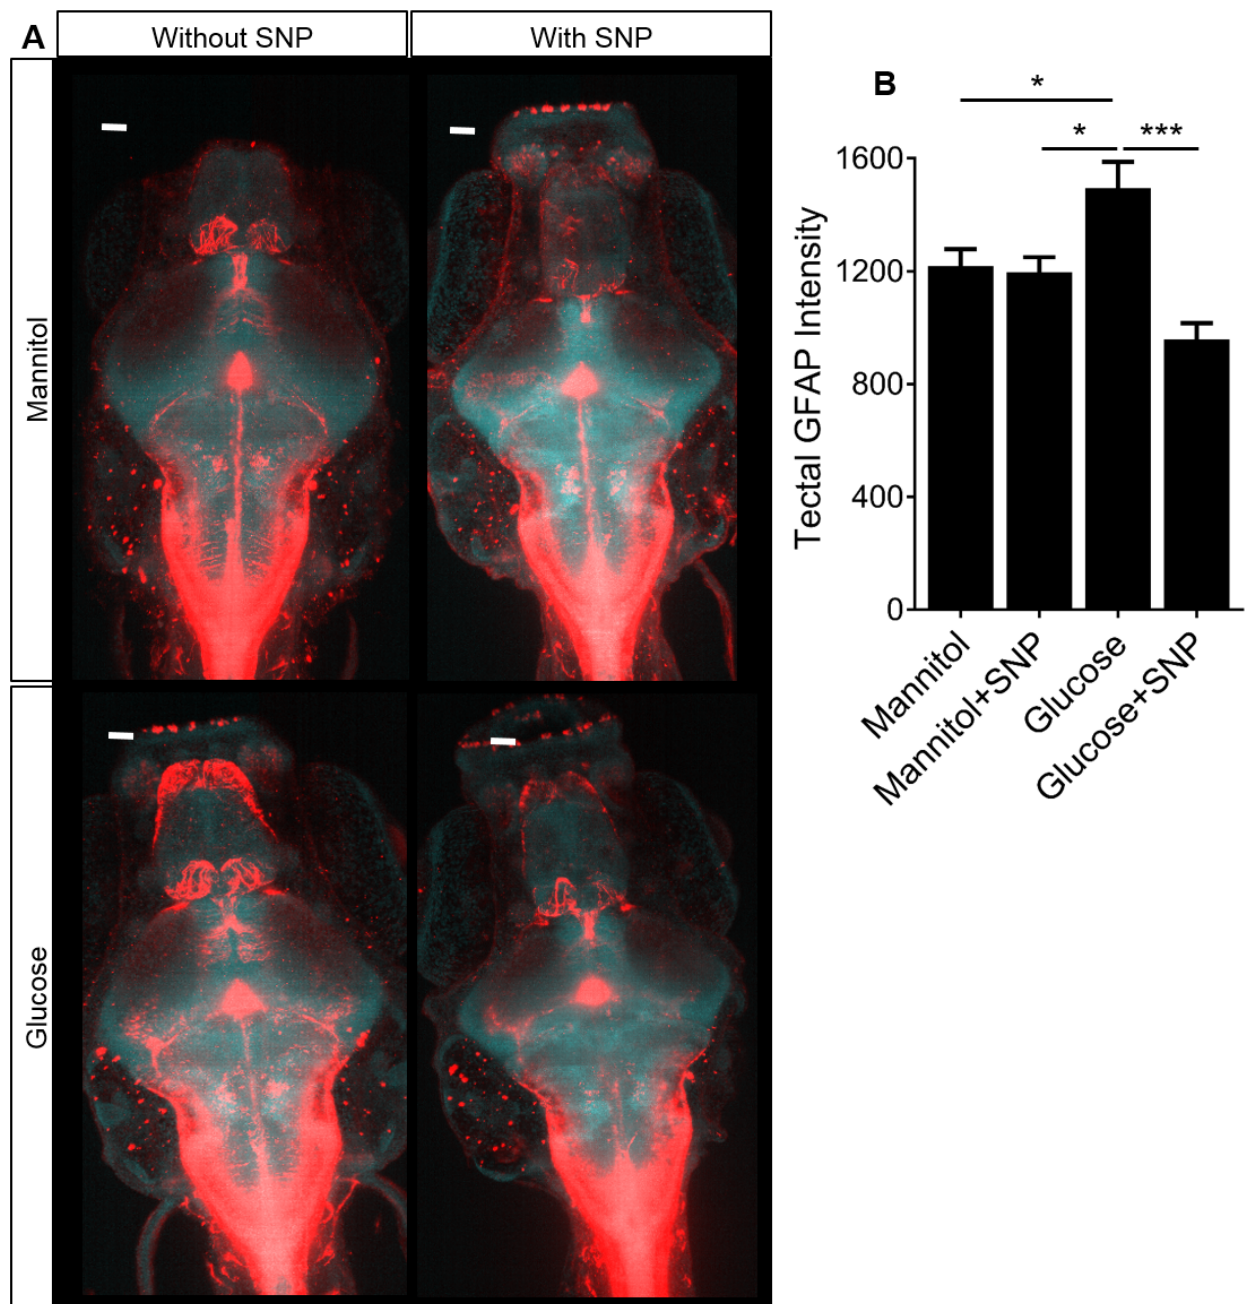 A
Without SNP
With SNP
Mannitol
Glucose
B
*
*
***
1600
1200
800
400
0
Tectal GFAP Intensity
Mannitol
Mannitol+SNP
Glucose
Glucose+SNP